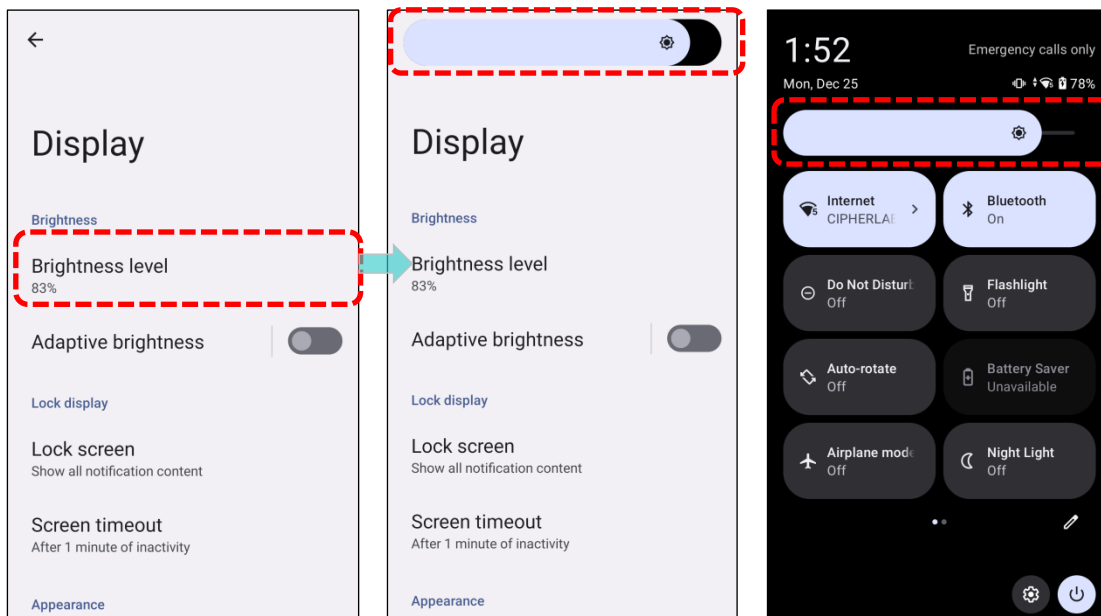 Display
Brightness
Brightness level
83%
Adaptive brightness
Lock display
Lock screen
Show all notification content
Screen timeout
After 1 minute of inactivity
Appearance
Display
Brightness
Brightness level
83%
Adaptive brightness
Lock display
Lock screen
Show all notification content
Screen timeout
After 1 minute of inactivity
Appearance
1:52
Emergency calls only
Mon, Dec 25
78%
Internet
CIPHERLA
Bluetooth
On
Do Not Disturb
Off
Flashlight
Off
Auto-rotate
Off
Battery Saver
Unavailable
Airplane mode
Off
Night Light
Off